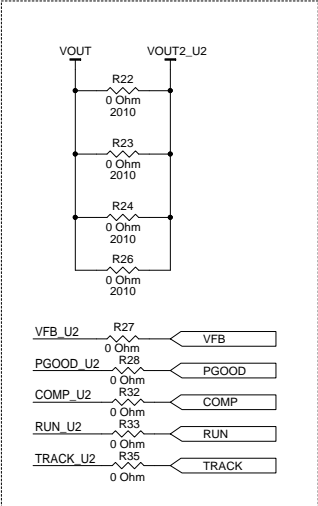 VOUT VOUT2_U2
R22
0 Ohm
2010
R23
0 Ohm
2010
R24
0 Ohm
2010
R26
0 Ohm
2010
VFB_U2 R27 VFB
0 Ohm
PGOOD_U2 R28 PGOOD
0 Ohm
COMP_U2 R32 COMP
0 Ohm
RUN_U2 R33 RUN
0 Ohm
TRACK_U2 R35 TRACK
0 Ohm